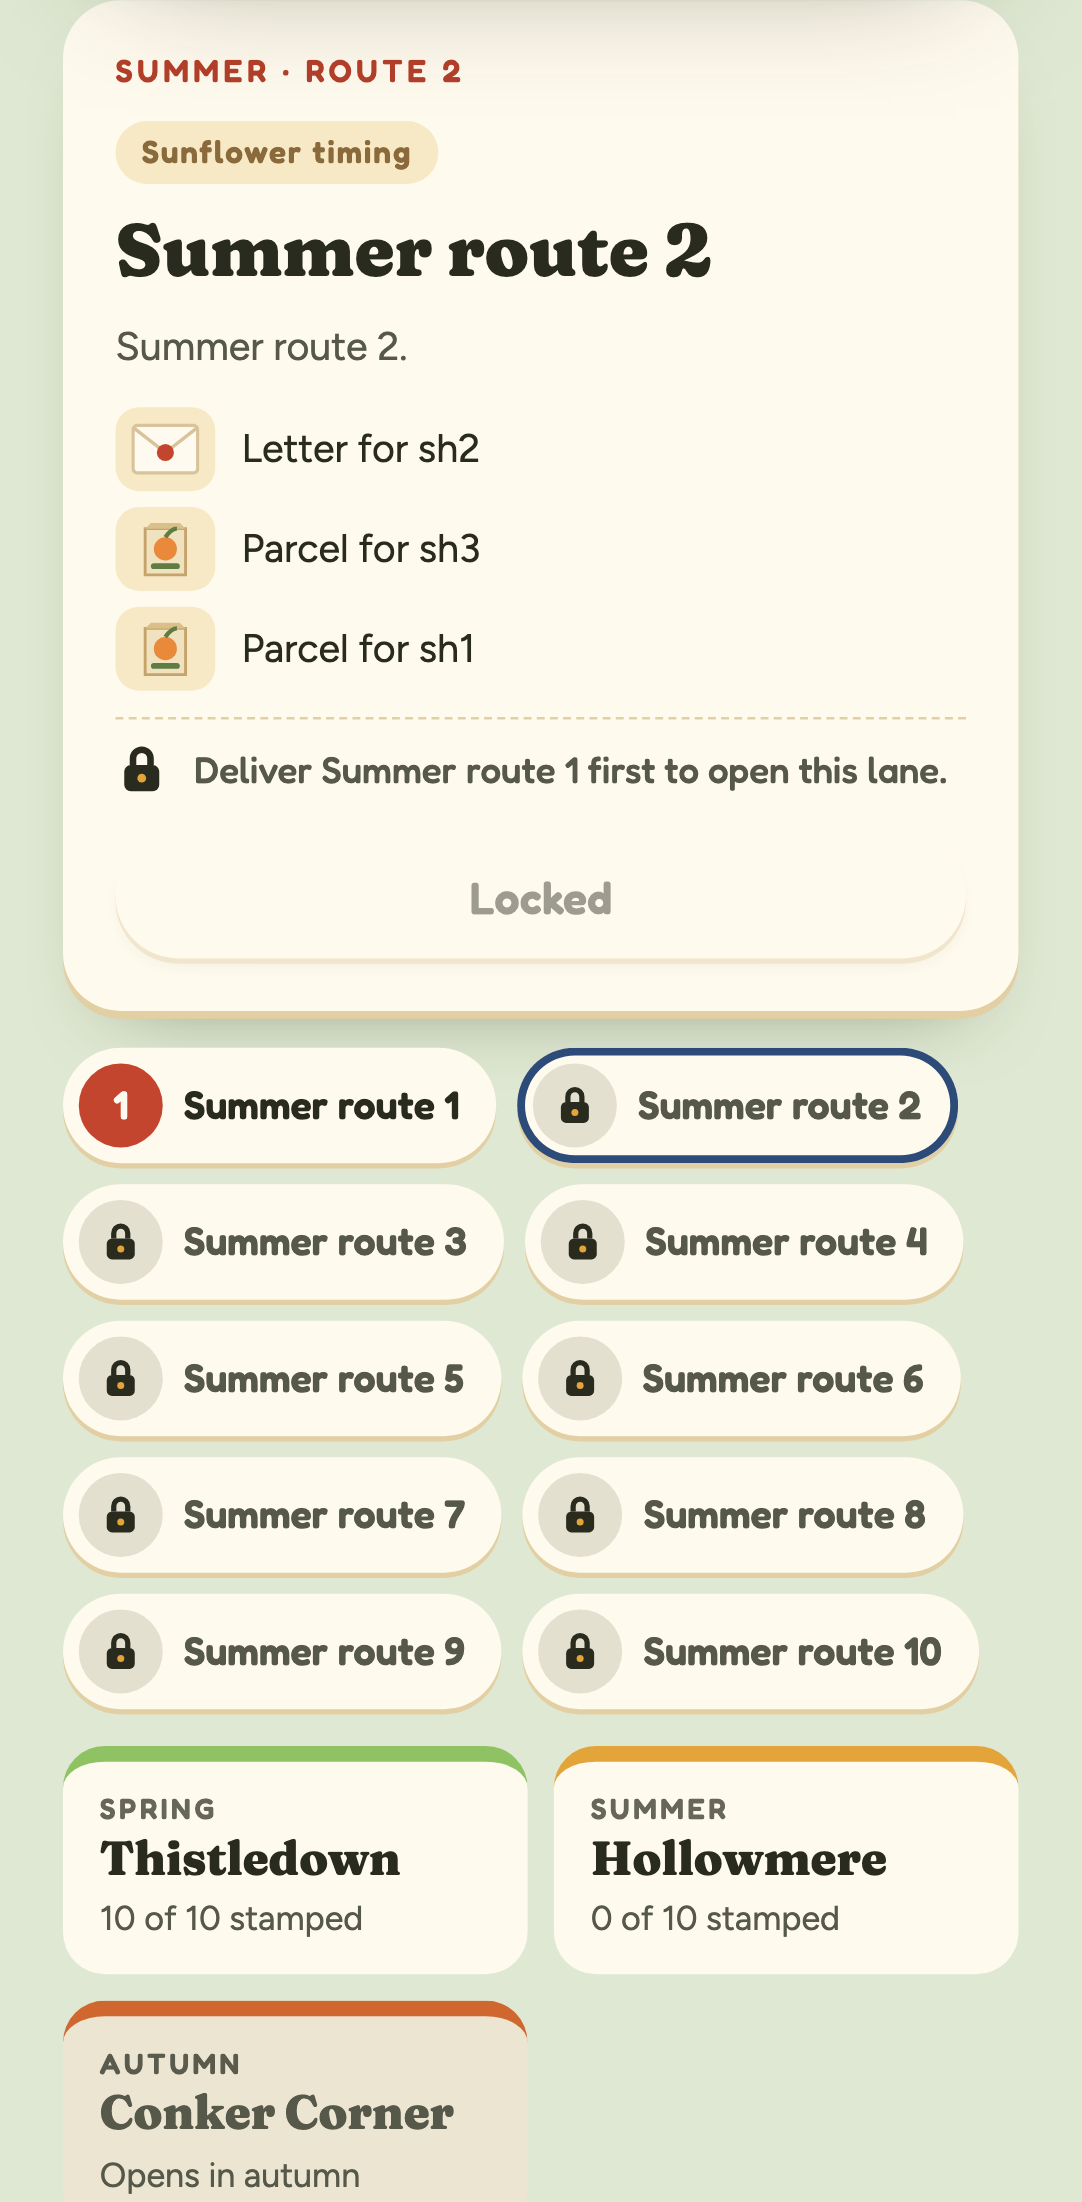 SUMMER · ROUTE 2
Sunflower timing
Summer route 2
Summer route 2.
Letter for sh2
Parcel for sh3
Parcel for sh1
Deliver Summer route 1 first to open this lane.
Locked
1 Summer route 1
Summer route 2
Summer route 3
Summer route 4
Summer route 5
Summer route 6
Summer route 7
Summer route 8
Summer route 9
Summer route 10
SPRING
Thistledown
10 of 10 stamped
SUMMER
Hollowmere
0 of 10 stamped
AUTUMN
Conker Corner
Opens in autumn